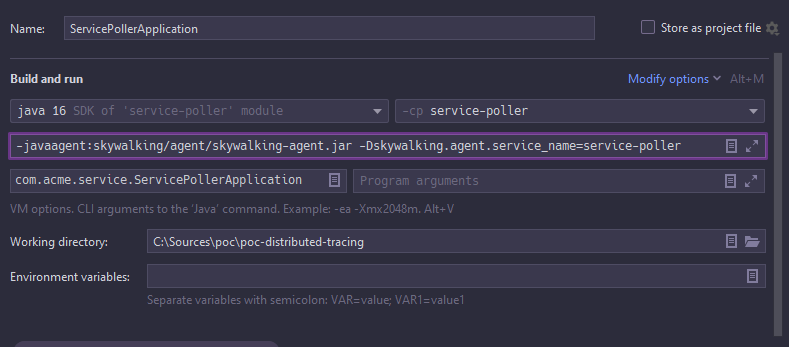 Name: ServicePollerApplication Store as project file
Build and run Modify options Alt+M
java 16 SDK of 'service-poller' module -cp service-poller
-javaagent:skywalking/agent/skywalking-agent.jar -Dskywalking.agent.service_name=service-poller
com.acme.service.ServicePollerApplication Program arguments
VM options. CLI arguments to the 'Java' command. Example: -ea -Xmx2048m. Alt+V
Working directory: C:\Sources\poc\poc-distributed-tracing
Environment variables:
Separate variables with semicolon: VAR=value; VAR1=value1